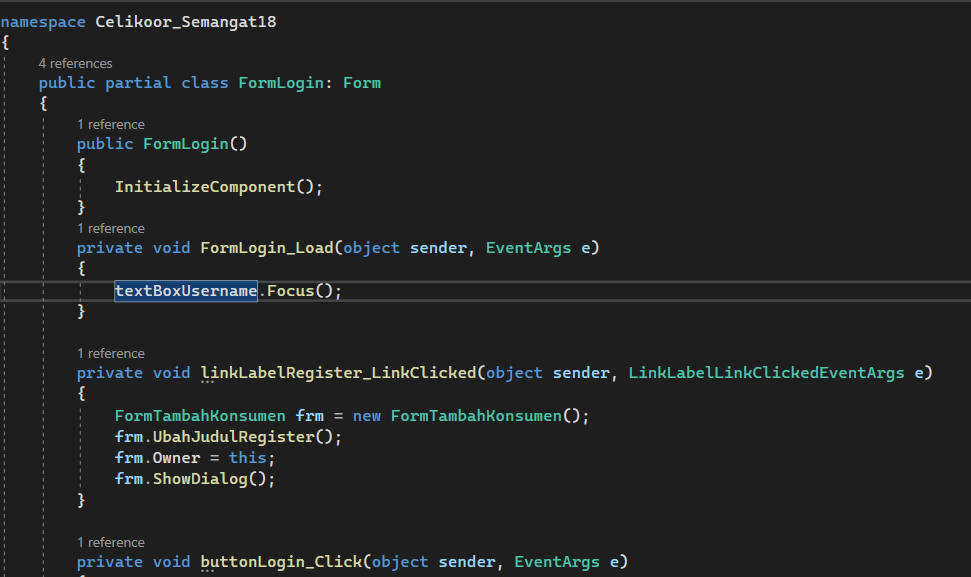 namespace Celikoor_Semangat18
{
4 references
public partial class FormLogin: Form
{
1 reference
public FormLogin()
{
InitializeComponent();
}
1 reference
private void FormLogin_Load(object sender, EventArgs e)
{
textBoxUsername.Focus();
}
1 reference
private void linkLabelRegister_LinkClicked(object sender, LinkLabelLinkClickedEventArgs e)
{
FormTambahKonsumen frm = new FormTambahKonsumen();
frm.UbahJudulRegister();
frm.Owner = this;
frm.ShowDialog();
}
1 reference
private void buttonLogin_Click(object sender, EventArgs e)
{